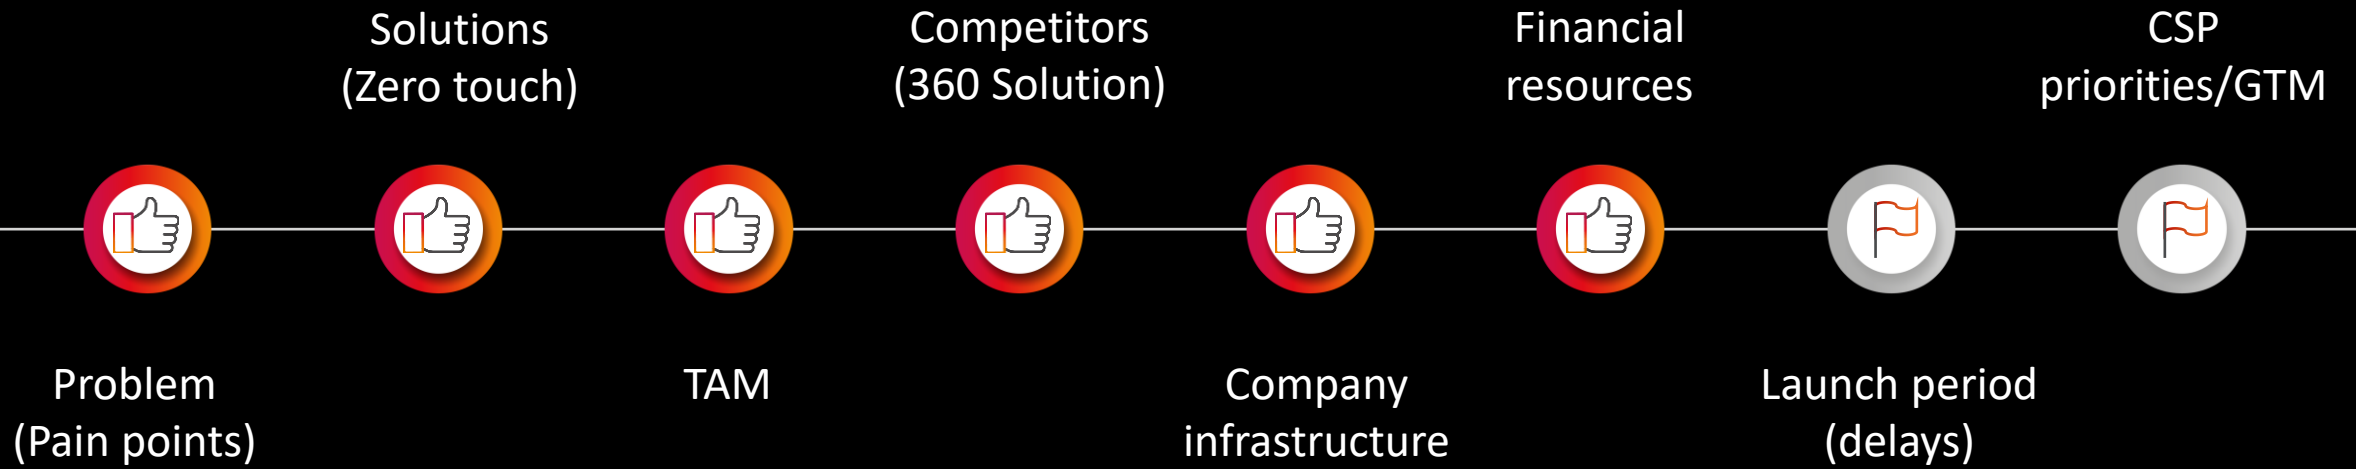 Solutions
(Zero touch)
Competitors
(360 Solution)
Financial
resources
CSP
priorities/GTM
Problem
(Pain points)
TAM
Company
infrastructure
Launch period
(delays)